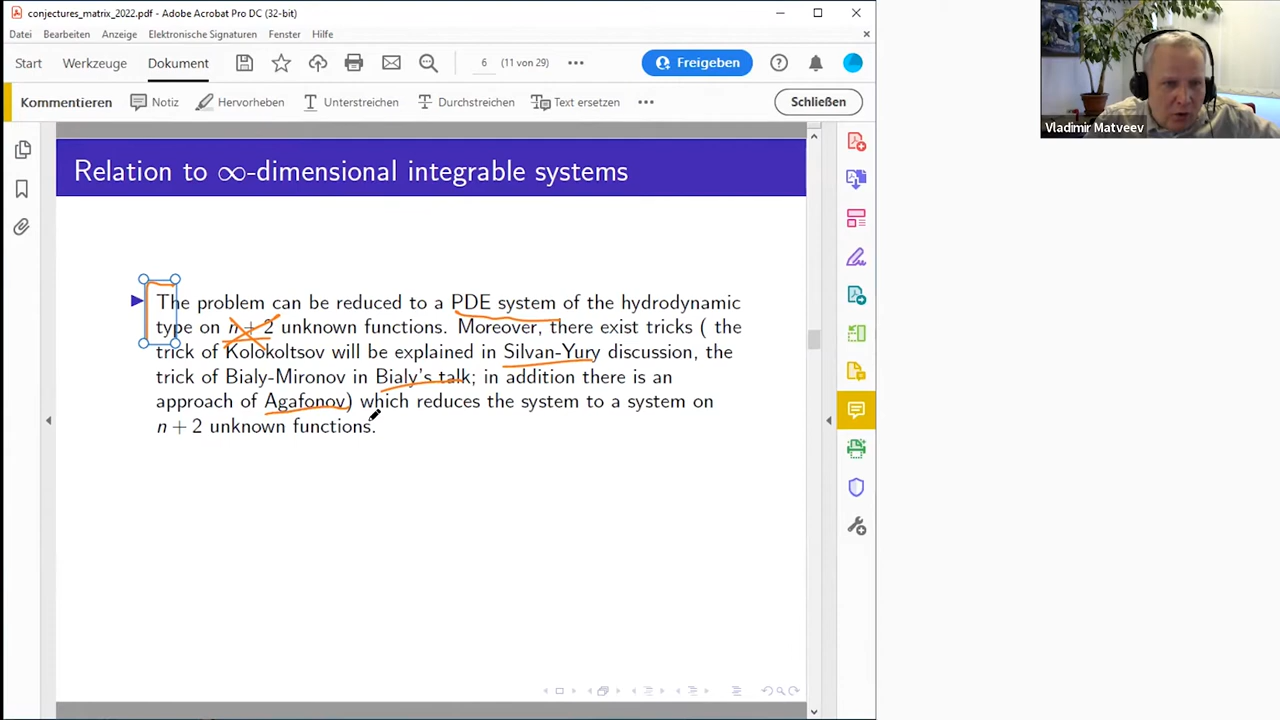 conjectures_matrix_2022.pdf - Adobe Acrobat Pro DC (32-bit)
Datei Bearbeiten Anzeige Elektronische Signaturen Fenster Hilfe
Start Werkzeuge Dokument 6 (11 von 29) Freigeben
Kommentieren Notiz Hervorheben Unterstreichen Durchstreichen Text ersetzen Schließen
Vladimir Matveev
Relation to ∞-dimensional integrable systems
The problem can be reduced to a PDE system of the hydrodynamic
type on n + 2 unknown functions. Moreover, there exist tricks ( the
trick of Kolokoltsov will be explained in Silvan-Yury discussion, the
trick of Bialy-Mironov in Bialy's talk; in addition there is an
approach of Agafonov) which reduces the system to a system on
n + 2 unknown functions.